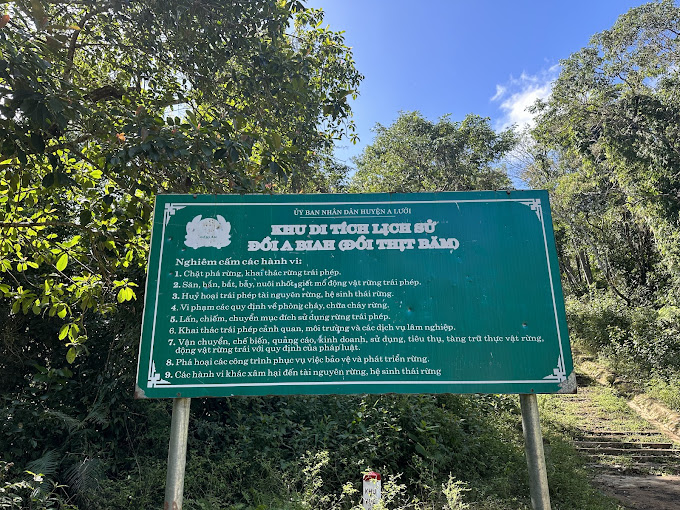 ỦY BAN NHÂN DÂN HUYỆN A LƯỚI
KHU DI TÍCH LỊCH SỬ
ĐỒI A BIAH (ĐỒI THỊT BĂM)
Nghiêm cấm các hành vi:
1. Chặt phá rừng, khai thác rừng trái phép.
2. Săn, bắn, bắt, bẫy, nuôi nhốt, giết mổ động vật rừng trái phép.
3. Huỷ hoại trái phép tài nguyên rừng, hệ sinh thái rừng.
4. Vi phạm các quy định về phòng cháy, chữa cháy rừng.
5. Lấn, chiếm, chuyển mục đích sử dụng rừng trái phép.
6. Khai thác trái phép cảnh quan, môi trường và các dịch vụ lâm nghiệp.
7. Vận chuyển, chế biến, quảng cáo, kinh doanh, sử dụng, tiêu thụ, tàng trữ thực vật rừng,
động vật rừng trái với quy định của pháp luật.
8. Phá hoại các công trình phục vụ việc bảo vệ và phát triển rừng.
9. Các hành vi khác xâm hại đến tài nguyên rừng, hệ sinh thái rừng